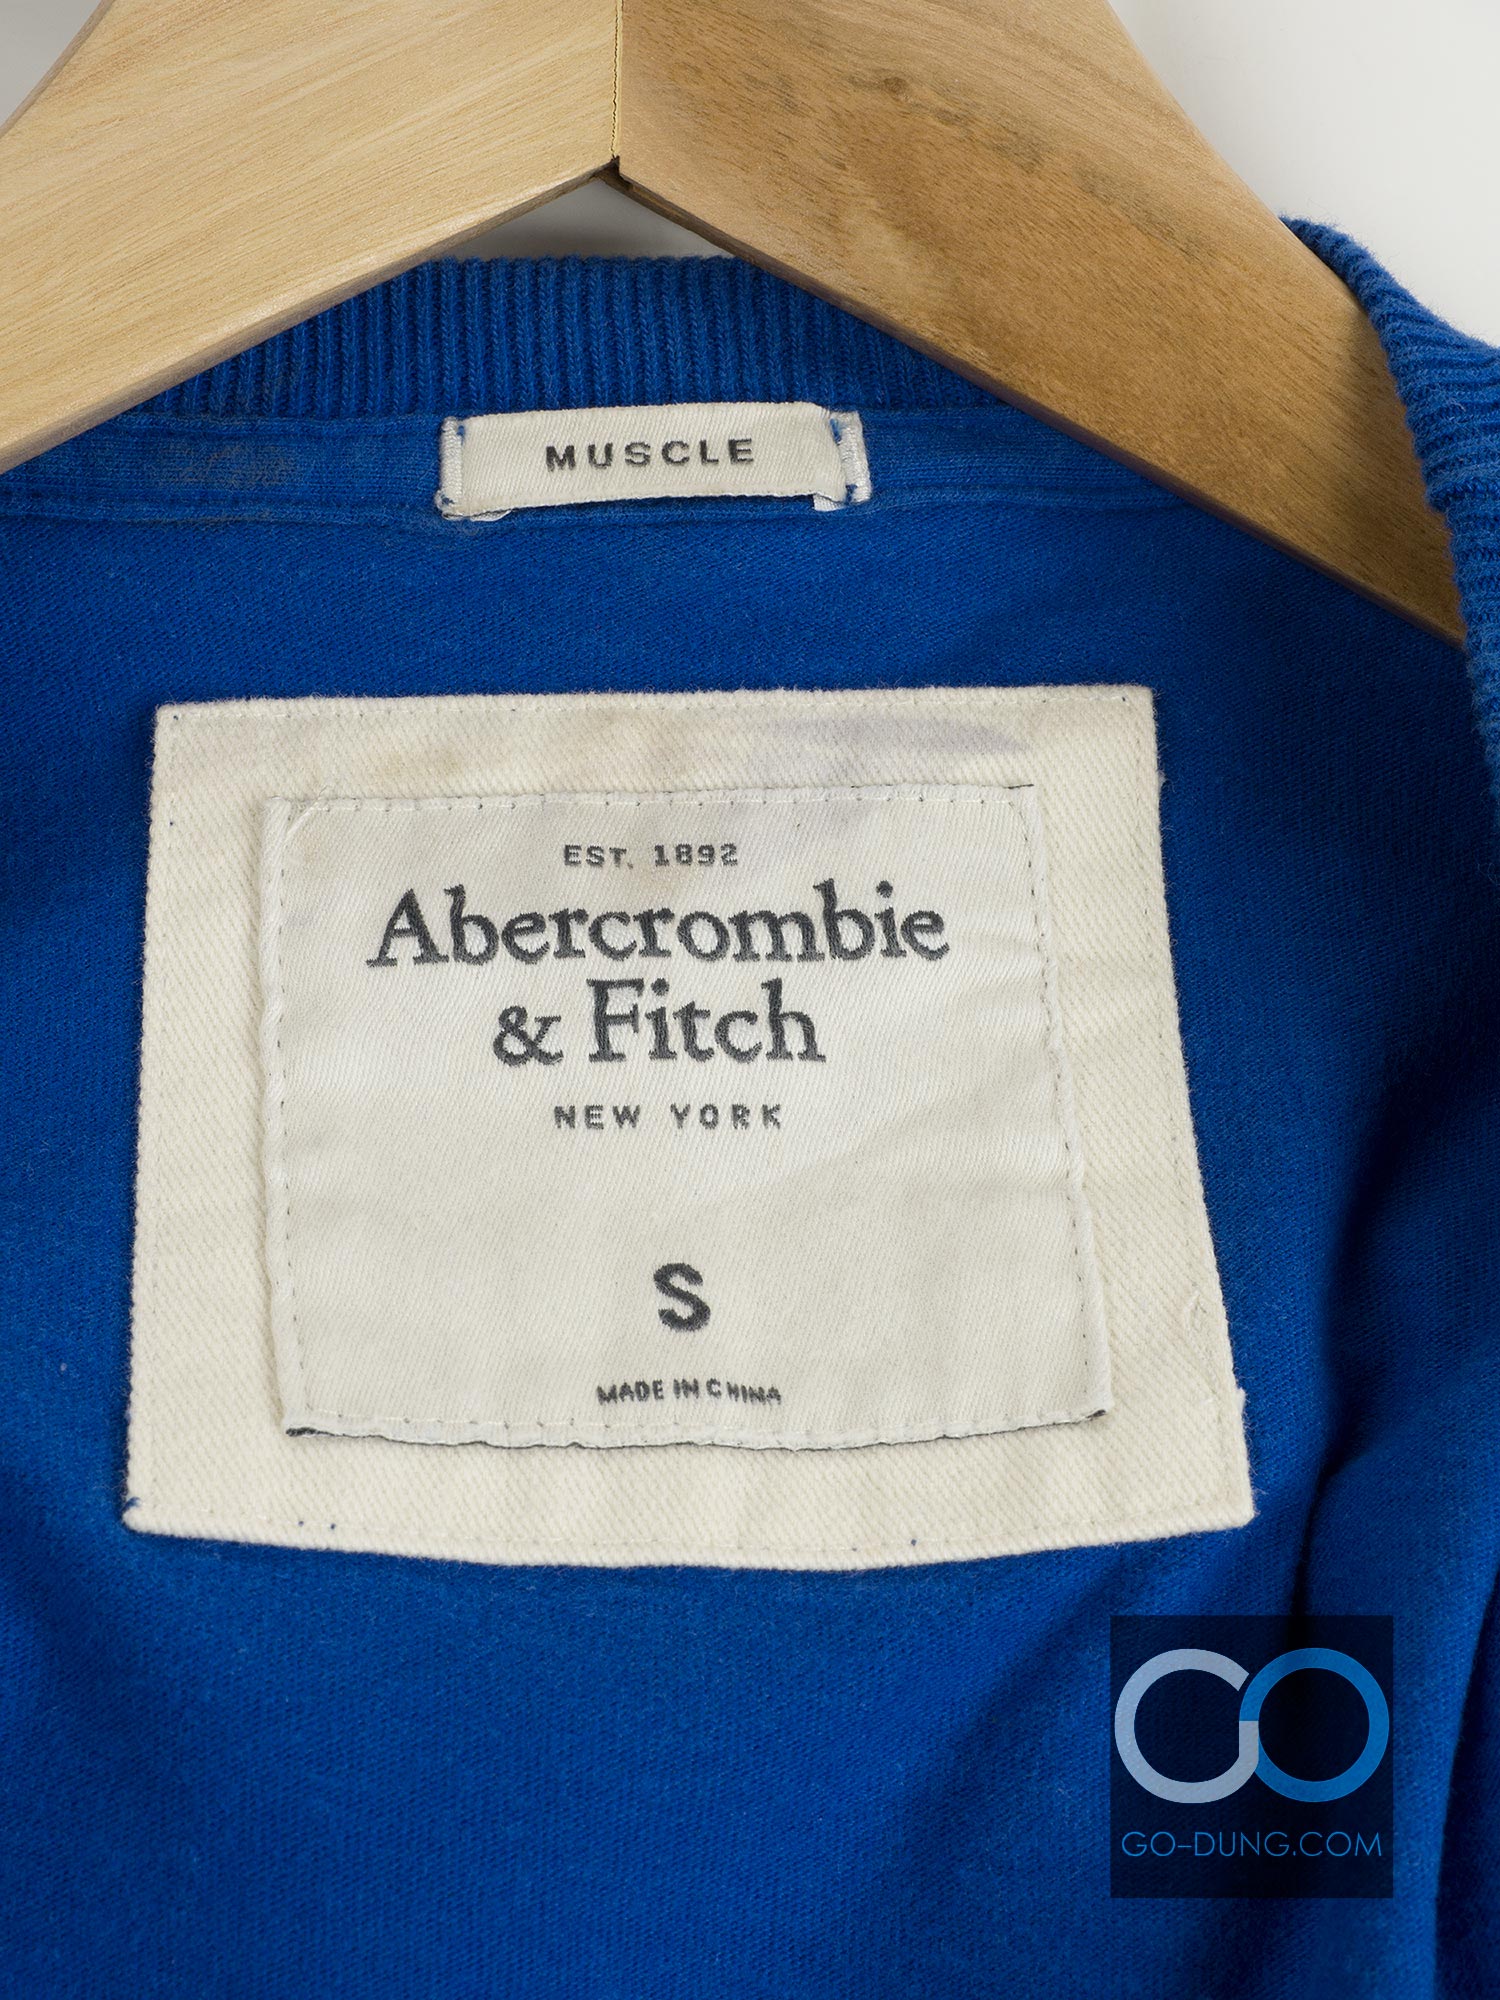 MUSCLE
EST. 1892
Abercrombie
& Fitch
NEW YORK
S
MADE IN CHINA
GO
GO-DUNG.COM